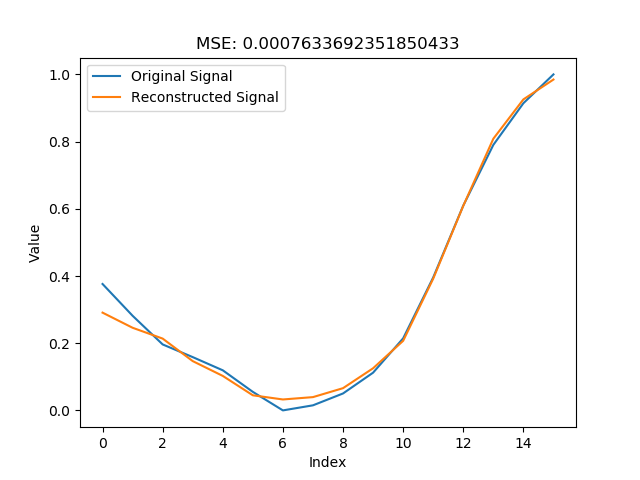 MSE: 0.0007633692351850433
Original Signal
Reconstructed Signal
1.0
0.8
0.6
0.4
0.2
0.0
Value
0 2 4 6 8 10 12 14
Index